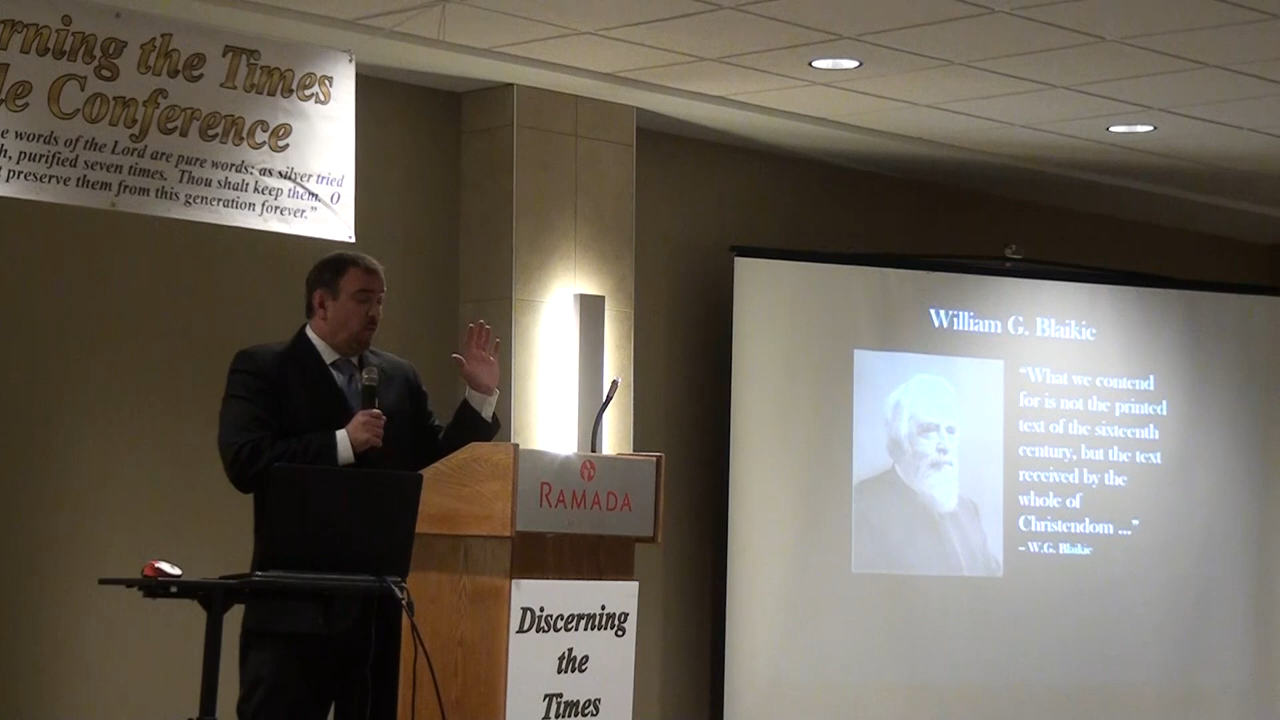 rning the Times
le Conference
e words of the Lord are pure words: as silver tried
h, purified seven times. Thou shalt keep them, O
preserve them from this generation forever."
William G. Blaikie
"What we contend
for is not the printed
text of the sixteenth
century, but the text
received by the
whole of
Christendom ..."
– W.G. Blaikie
RAMADA
Discerning
the
Times